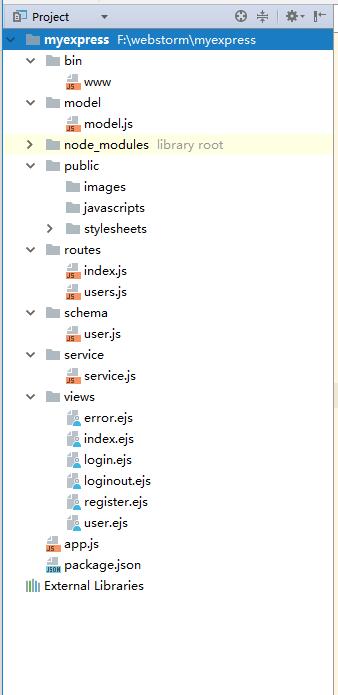 Project
myexpress F:\webstorm\myexpress
bin
www
model
model.js
node_modules library root
public
images
javascripts
stylesheets
routes
index.js
users.js
schema
user.js
service
service.js
views
error.ejs
index.ejs
login.ejs
loginout.ejs
register.ejs
user.ejs
app.js
package.json
External Libraries